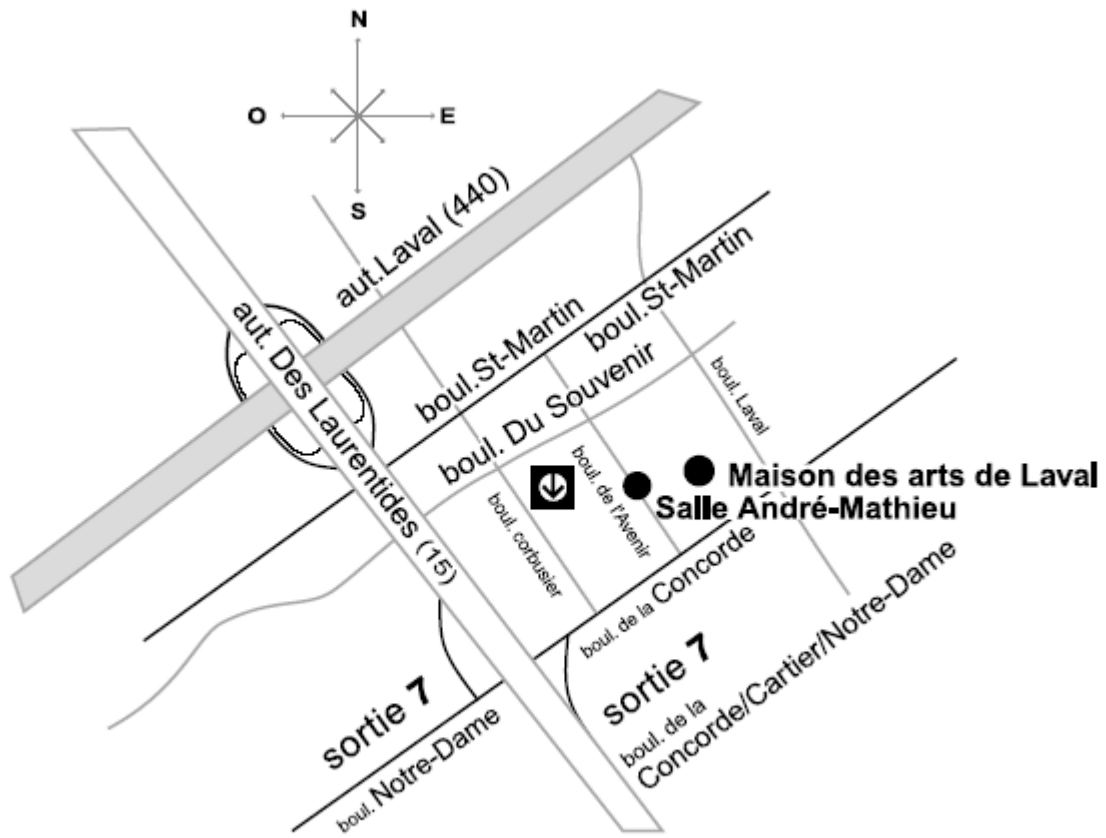 N
O
E
S
aut.Laval (440)
aut. Des Laurentides (15)
boul.St-Martin
boul.St-Martin
boul. Du Souvenir
boul. Laval
boul. de l'Avenir
boul. corbusier
Maison des arts de Laval
Salle André-Mathieu
boul. de la Concorde
sortie 7
boul. Notre-Dame
sortie 7
boul. de la
Concorde/Cartier/Notre-Dame